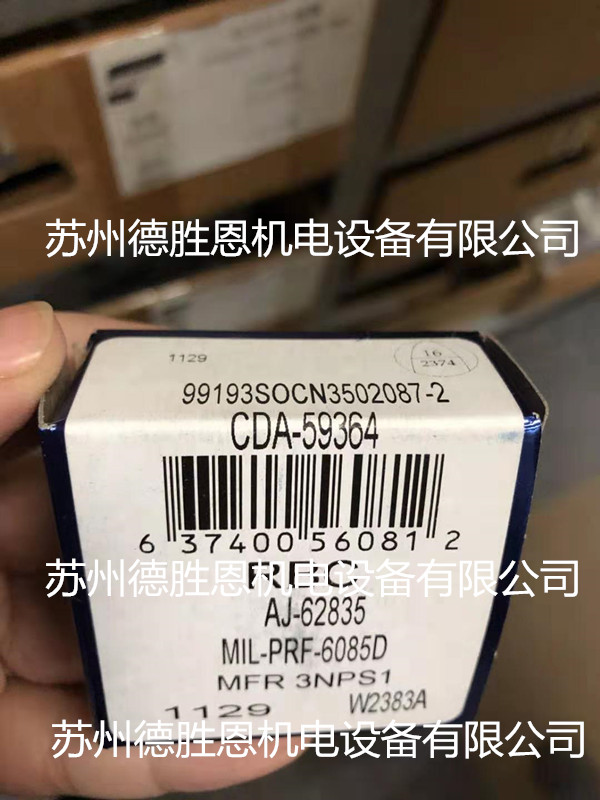 苏州德胜恩机电设备有限公司
1129
16
2374
99193SOCN3502087-2
CDA-59364
6 37400 56081 2
苏州德胜恩机电设备有限公司
RBC
AJ-62835
MIL-PRF-6085D
MFR 3NPS1
1129 W2383A
苏州德胜恩机电设备有限公司